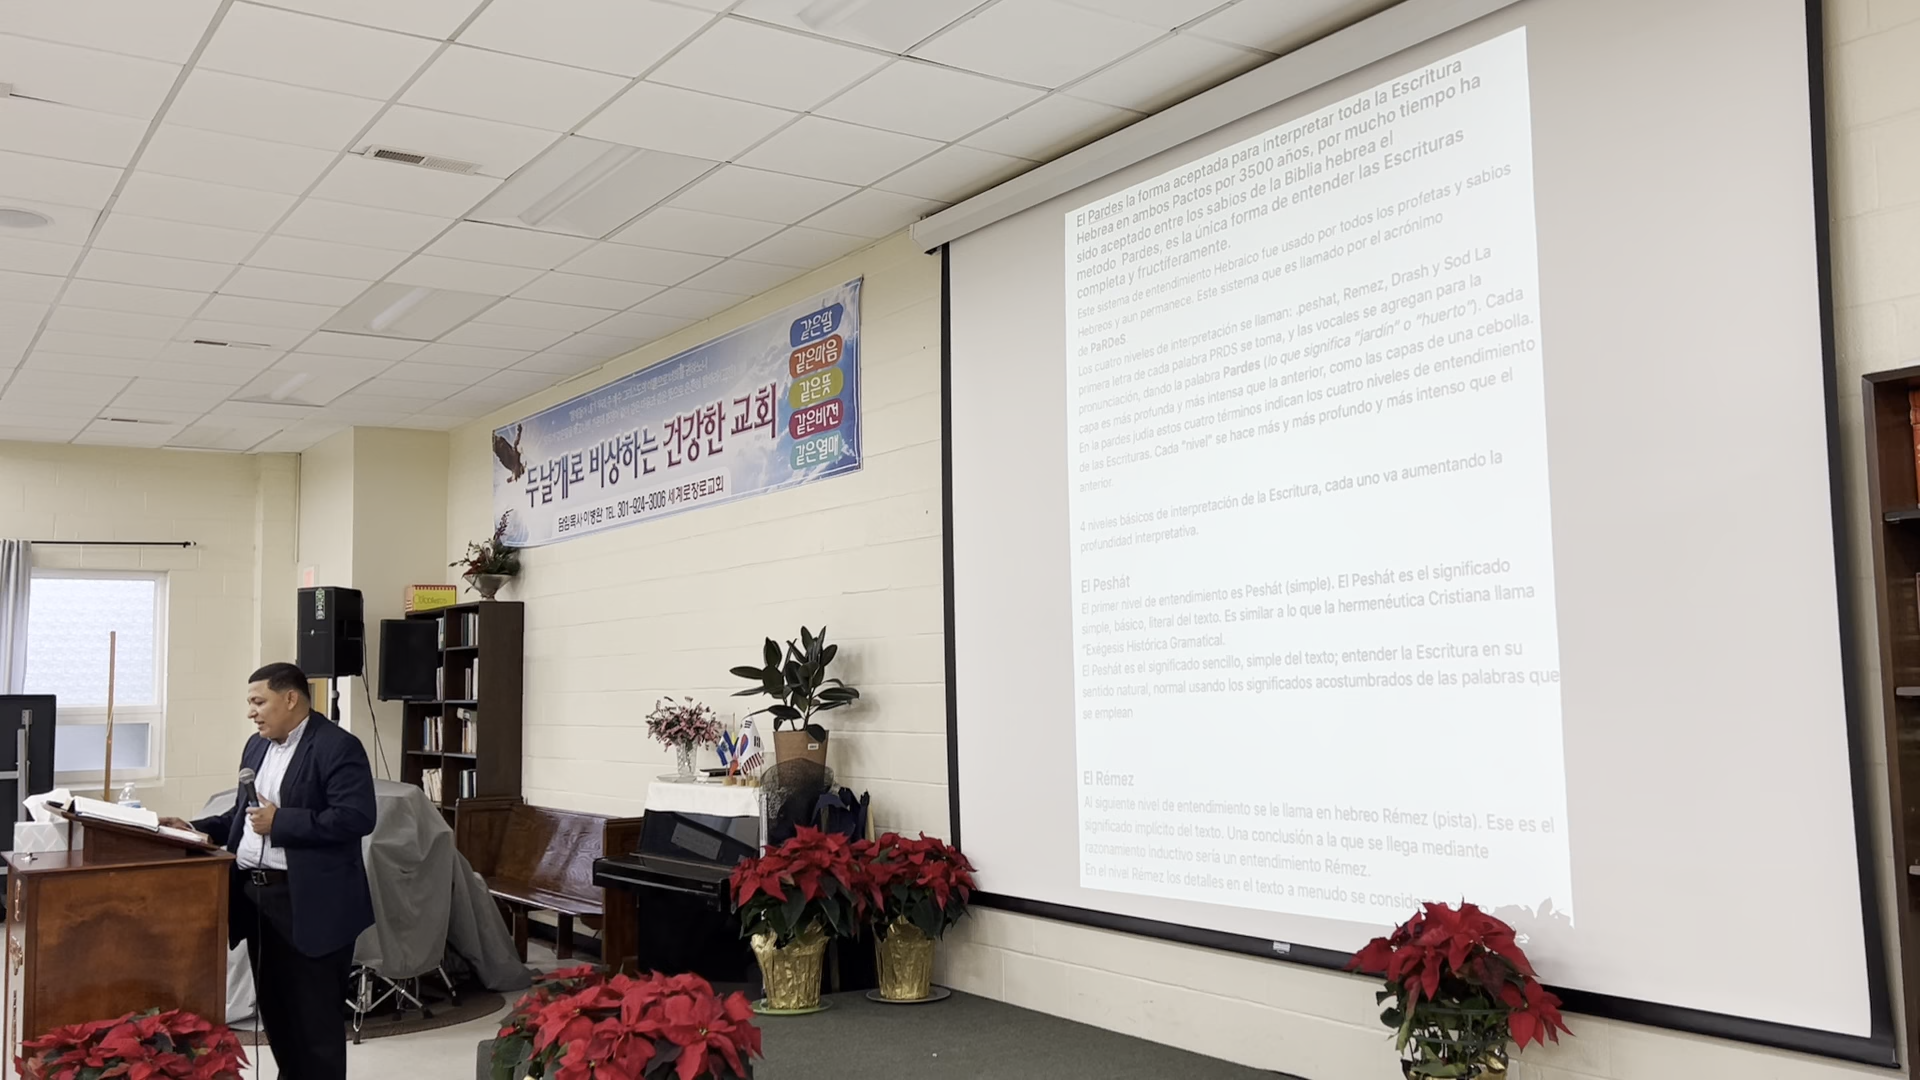 El Pardes la forma aceptada para interpretar toda la Escritura
Hebrea en ambos Pactos por 3500 años, por mucho tiempo ha
sido aceptado entre los sabios de la Biblia hebrea el
metodo Pardes, es la única forma de entender las Escrituras
completa y fructíferamente.
Este sistema de entendimiento Hebraico fue usado por todos los profetas y sabios
Hebreos y aun permanece. Este sistema que es llamado por el acrónimo
de PaRDeS
Los cuatro niveles de interpretación se llaman: .peshat, Remez, Drash y Sod La
primera letra de cada palabra PRDS se toma, y las vocales se agregan para la
pronunciación, dando la palabra Pardes (lo que significa “jardín” o “huerto”). Cada
capa es más profunda y más intensa que la anterior, como las capas de una cebolla.
En la pardes judía estos cuatro términos indican los cuatro niveles de entendimiento
de las Escrituras. Cada “nivel” se hace más y más profundo y más intenso que el
anterior.
4 niveles básicos de interpretación de la Escritura, cada uno va aumentando la
profundidad interpretativa.
El Peshát
El primer nivel de entendimiento es Peshát (simple). El Peshát es el significado
simple, básico, literal del texto. Es similar a lo que la hermenéutica Cristiana llama
“Exégesis Histórica Gramatical.
El Peshát es el significado sencillo, simple del texto; entender la Escritura en su
sentido natural, normal usando los significados acostumbrados de las palabras que
se emplean
El Rémez
Al siguiente nivel de entendimiento se le llama en hebreo Rémez (pista). Ese es el
significado implícito del texto. Una conclusión a la que se llega mediante
razonamiento inductivo sería un entendimiento Rémez.
En el nivel Rémez los detalles en el texto a menudo se
두날개로 비상하는 건강한 교회
담임목사·이병완 TEL 301-924-3006 세계로장로교회
같은말
같은마음
같은뜻
같은비전
같은열매